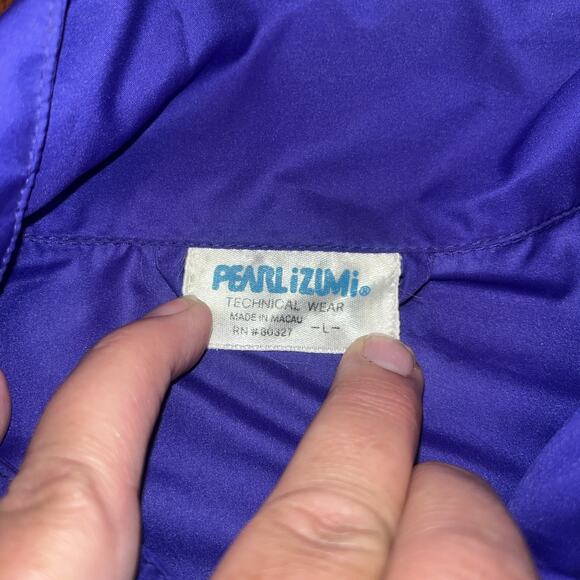 PEARLiZUMi®
TECHNICAL WEAR
MADE IN MACAU
RN #80327 -L-